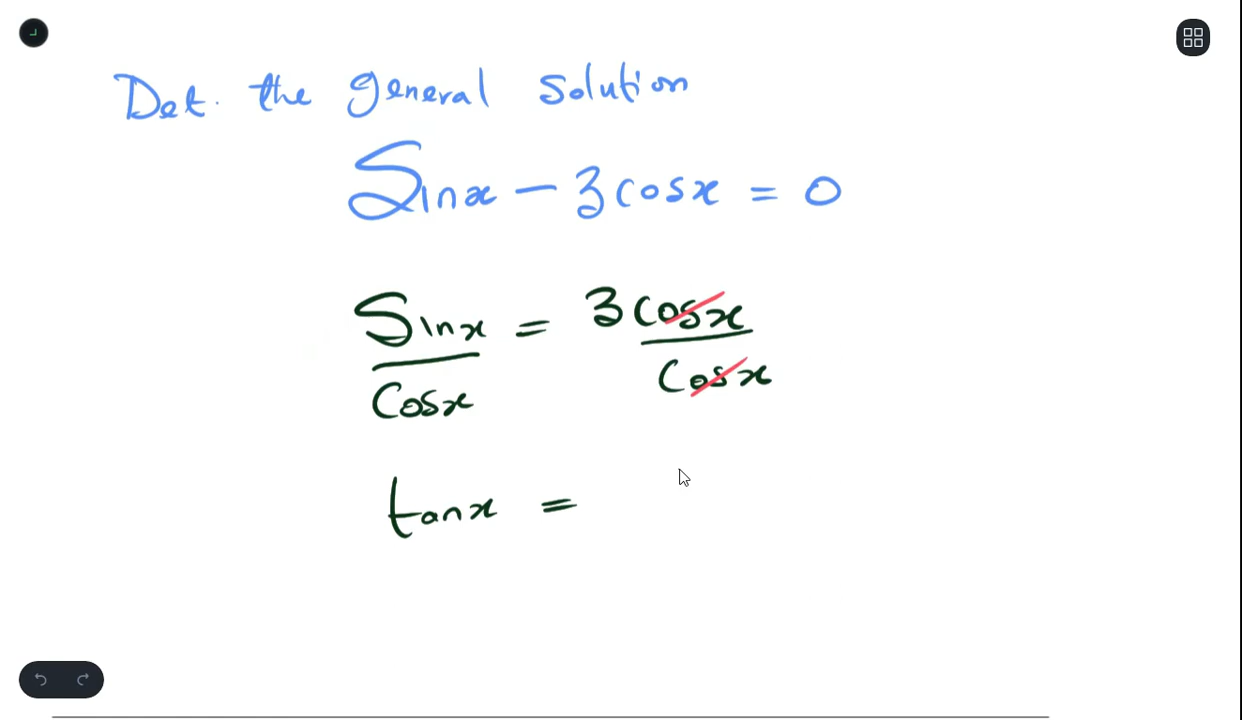 Det. the general solution
Sinx - 3cosx = 0
Sinx = 3cosx
Cosx Cosx
tanx =